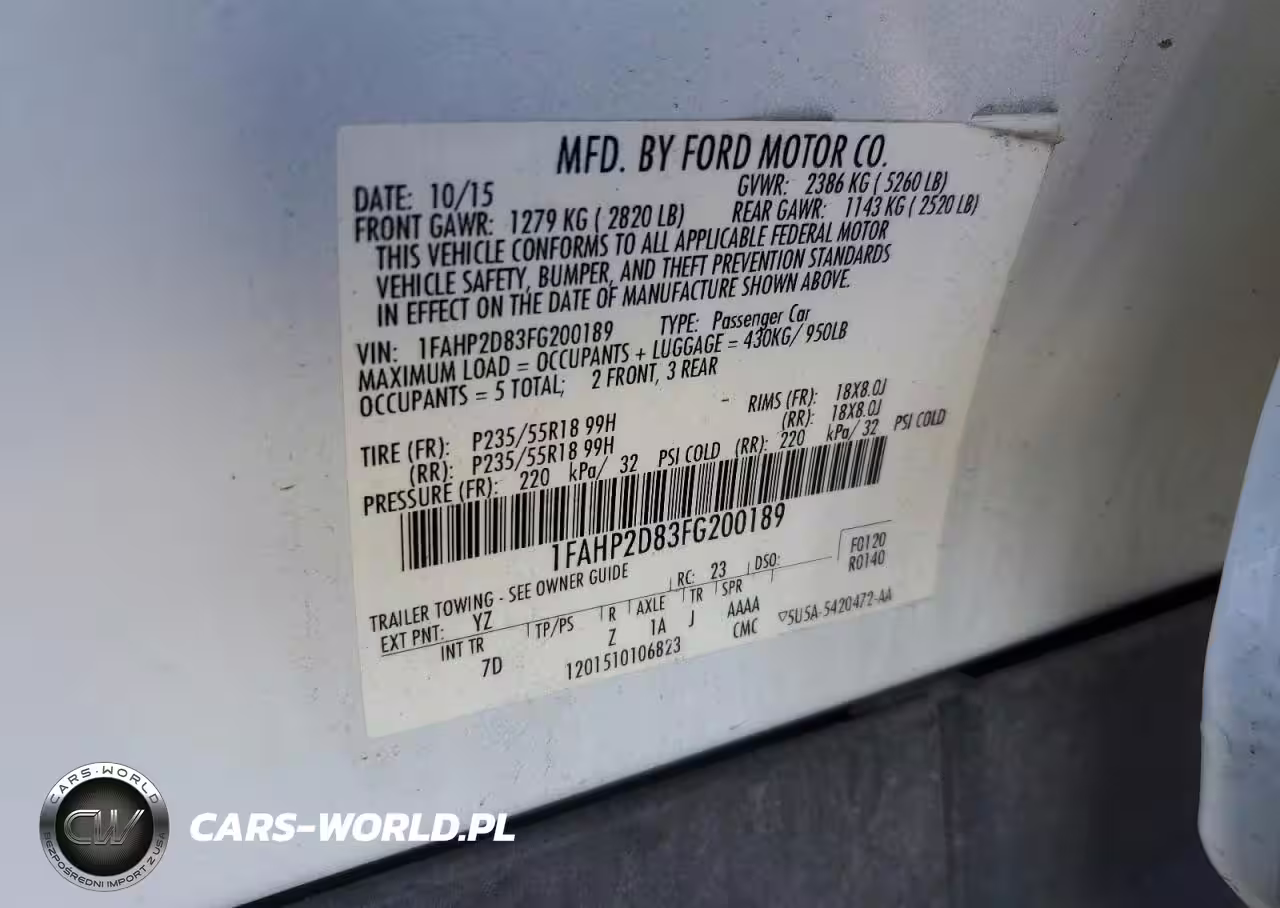 MFD. BY FORD MOTOR CO.
DATE: 10/15 GVWR: 2386 KG ( 5260 LB)
FRONT GAWR: 1279 KG ( 2820 LB) REAR GAWR: 1143 KG ( 2520 LB)
THIS VEHICLE CONFORMS TO ALL APPLICABLE FEDERAL MOTOR
VEHICLE SAFETY, BUMPER, AND THEFT PREVENTION STANDARDS
IN EFFECT ON THE DATE OF MANUFACTURE SHOWN ABOVE.
VIN: 1FAHP2D83FG200189 TYPE: Passenger Car
MAXIMUM LOAD = OCCUPANTS + LUGGAGE = 430KG/ 950LB
OCCUPANTS = 5 TOTAL; 2 FRONT, 3 REAR
TIRE (FR): P235/55R18 99H - RIMS (FR): 18X8.0J
(RR): P235/55R18 99H (RR): 18X8.0J
PRESSURE (FR): 220 kPa/ 32 PSI COLD (RR): 220 kPa/ 32 PSI COLD
1FAHP2D83FG200189
TRAILER TOWING - SEE OWNER GUIDE RC: 23 DSO: F0120
R0140
EXT PNT: YZ TP/PS R AXLE TR SPR
INT TR Z 1A J AAAA ▽5U5A-5420472-AA
7D 1201510106823 CMC
CARS-WORLD
CW
BEZPOŚREDNI IMPORT Z USA
CARS-WORLD.PL